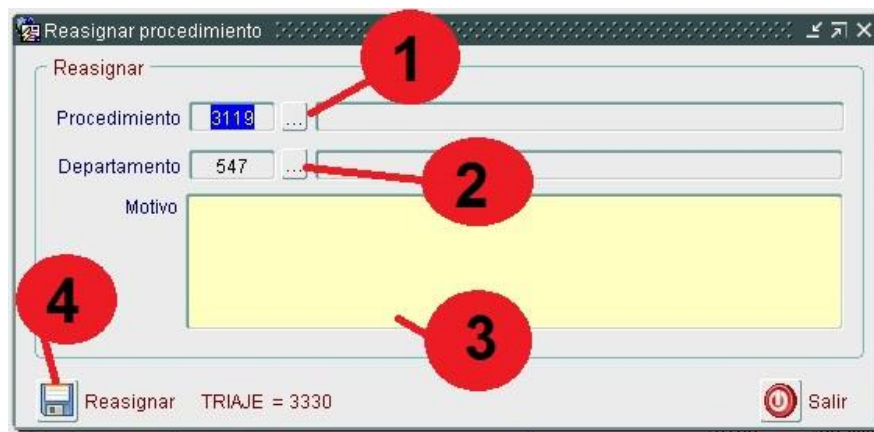 Reasignar procedimiento
1
Reasignar
Procedimiento 3119 ...
Departamento 547 ...
2
Motivo
3
4
Reasignar TRIAJE = 3330 Salir